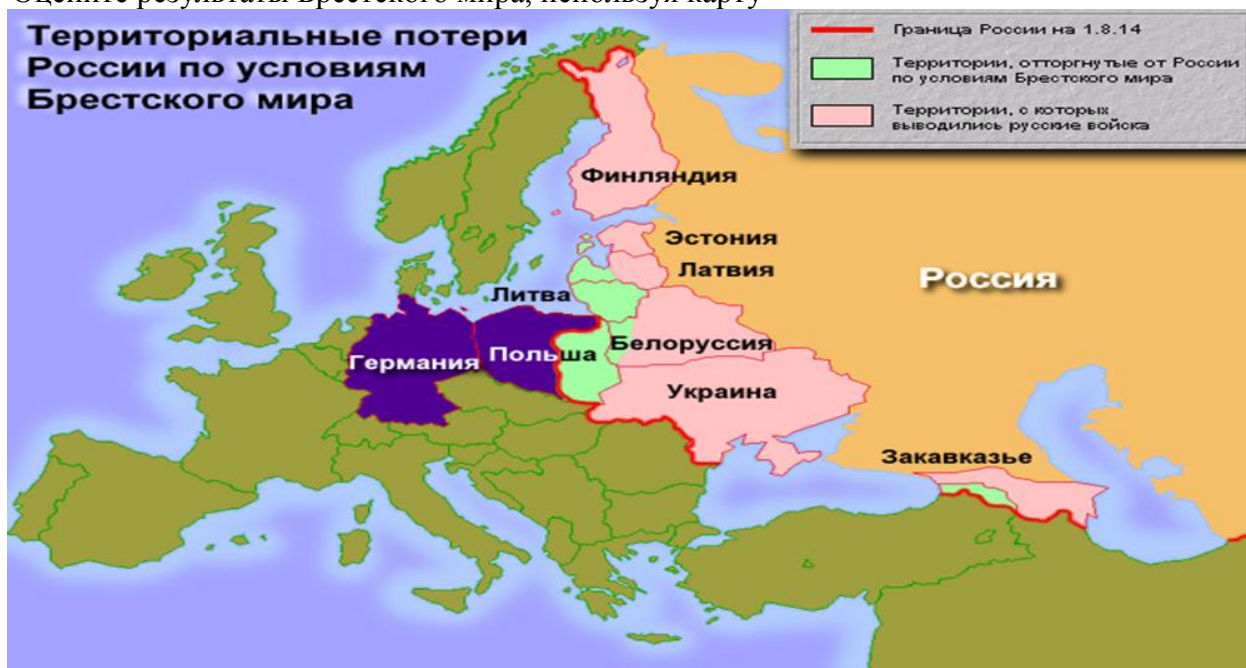 Оцените результаты Брестского мира, используя карту
Территориальные потери
России по условиям
Брестского мира
Граница России на 1.8.14
Территории, отторгнутые от России
по условиям Брестского мира
Территории, с которых
выводились русские войска
Финляндия
Эстония
Латвия
Россия
Литва
Белоруссия
Германия
Польша
Украина
Закавказье